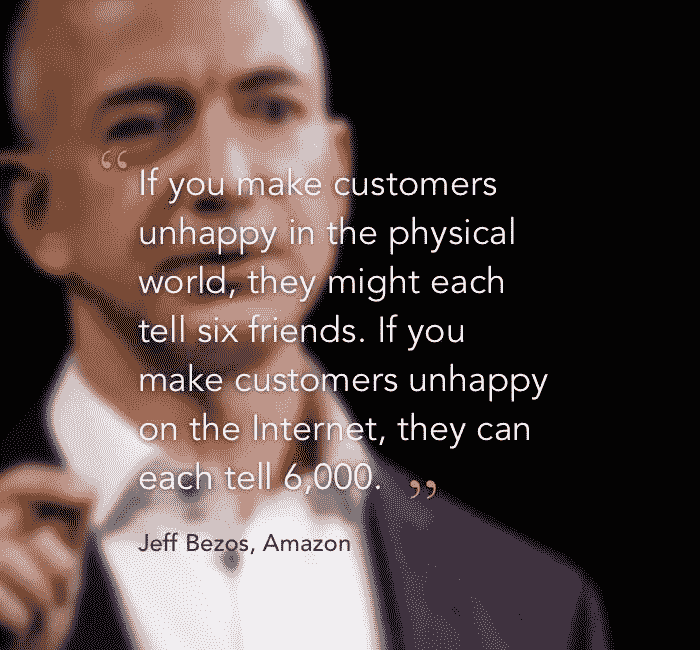 “ If you make customers
unhappy in the physical
world, they might each
tell six friends. If you
make customers unhappy
on the Internet, they can
each tell 6,000. ”
Jeff Bezos, Amazon